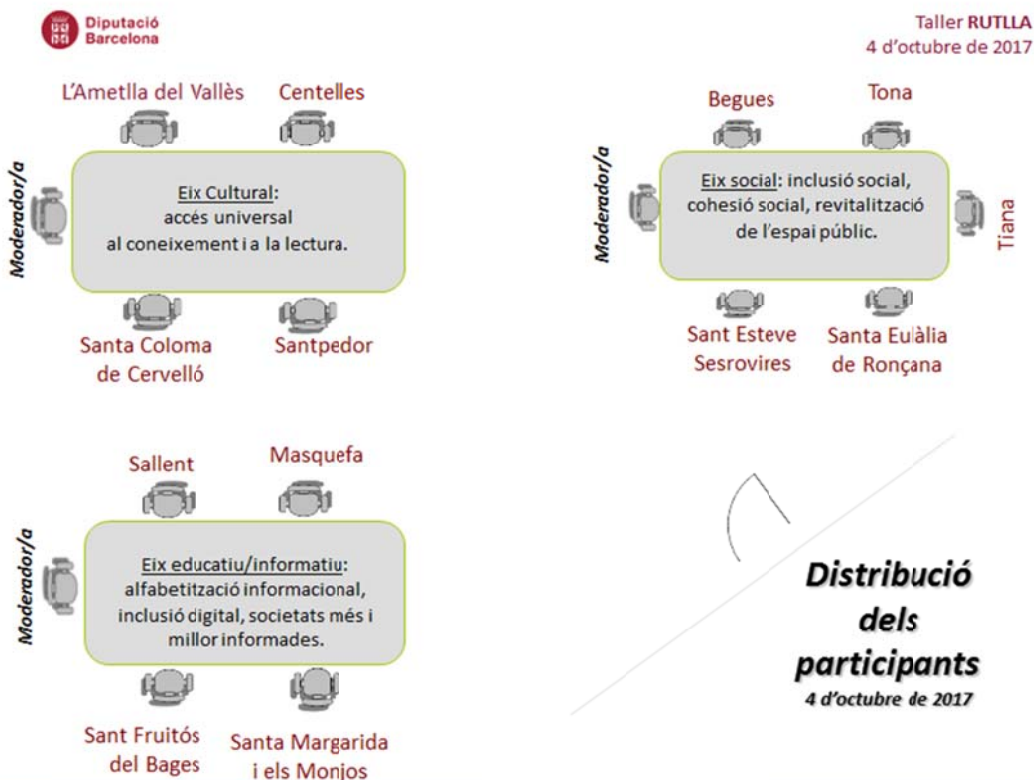 Diputació
Barcelona
Taller RUTLLA
4 d'octubre de 2017
L'Ametlla del Vallès
Centelles
Moderador/a
Eix Cultural:
accés universal
al coneixement i a la lectura.
Santa Coloma
de Cervelló
Santpedor
Begues
Tona
Moderador/a
Eix social: inclusió social,
cohesió social, revitalització
de l'espai públic.
Tiana
Sant Esteve
Sesrovires
Santa Eulàlia
de Ronçana
Sallent
Masquefa
Moderador/a
Eix educatiu/informatiu:
alfabetització informacional,
inclusió digital, societats més i
millor informades.
Sant Fruitós
del Bages
Santa Margarida
i els Monjos
Distribució
dels
participants
4 d'octubre de 2017